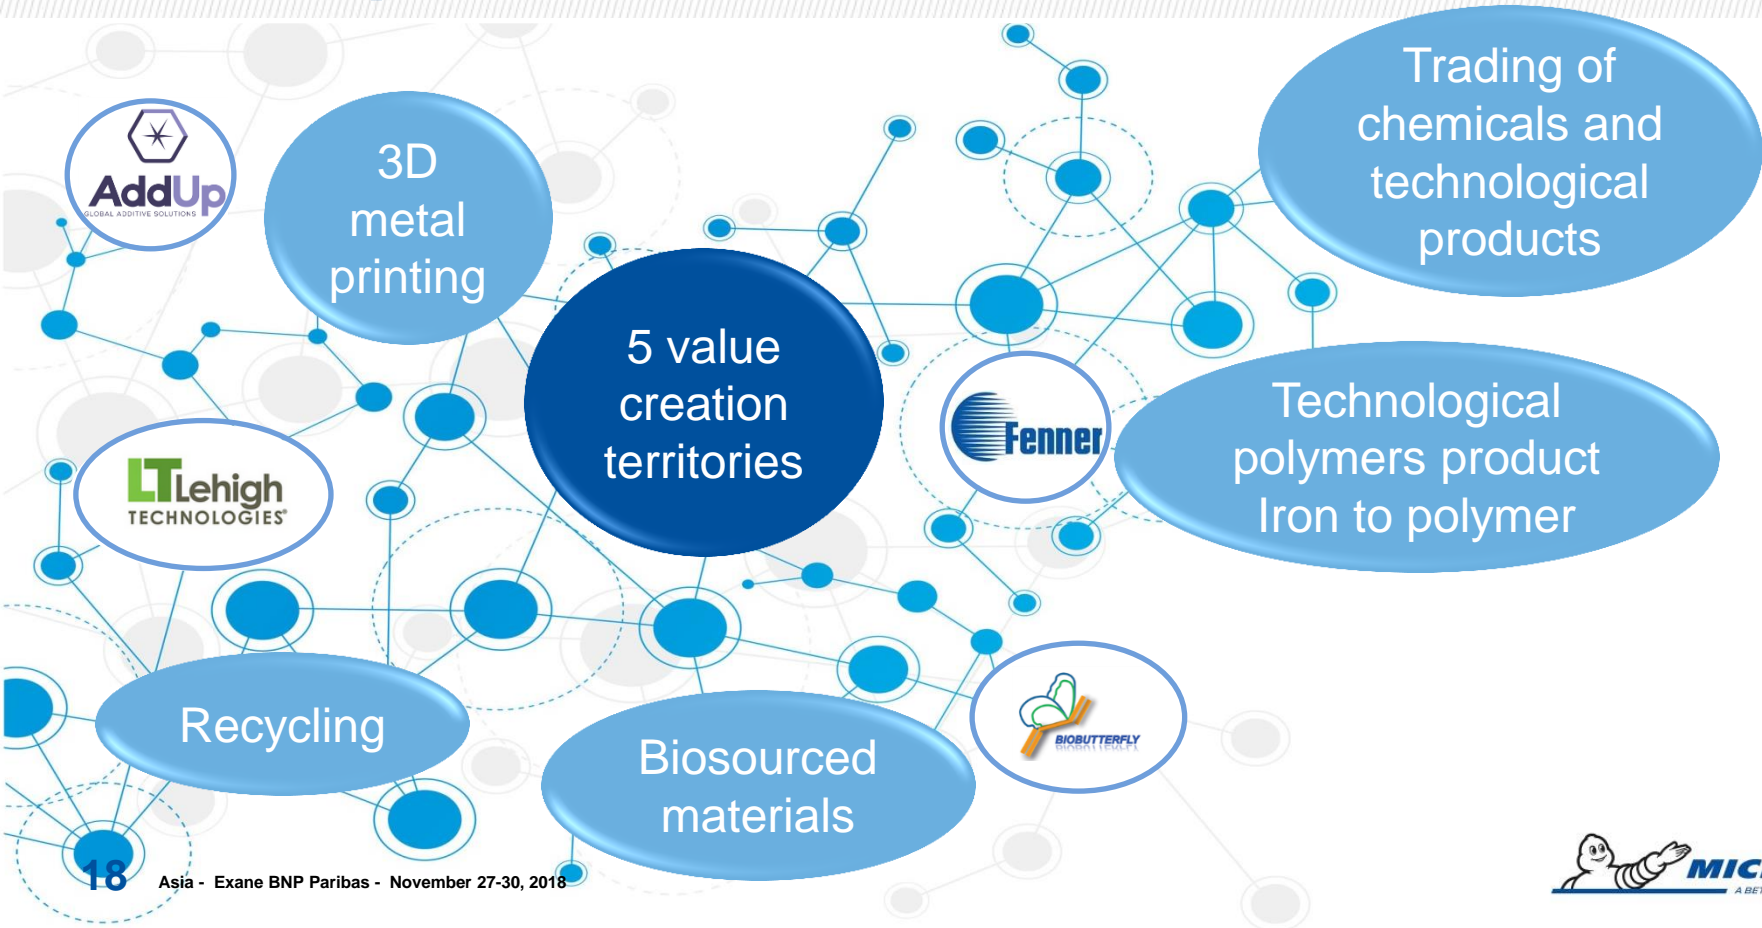 AddUp
GLOBAL ADDITIVE SOLUTIONS
3D
metal
printing
Trading of
chemicals and
technological
products
5 value
creation
territories
Fenner
Technological
polymers product
Iron to polymer
LT Lehigh
TECHNOLOGIES®
Recycling
Biosourced
materials
BIOBUTTERFLY
18
Asia - Exane BNP Paribas - November 27-30, 2018